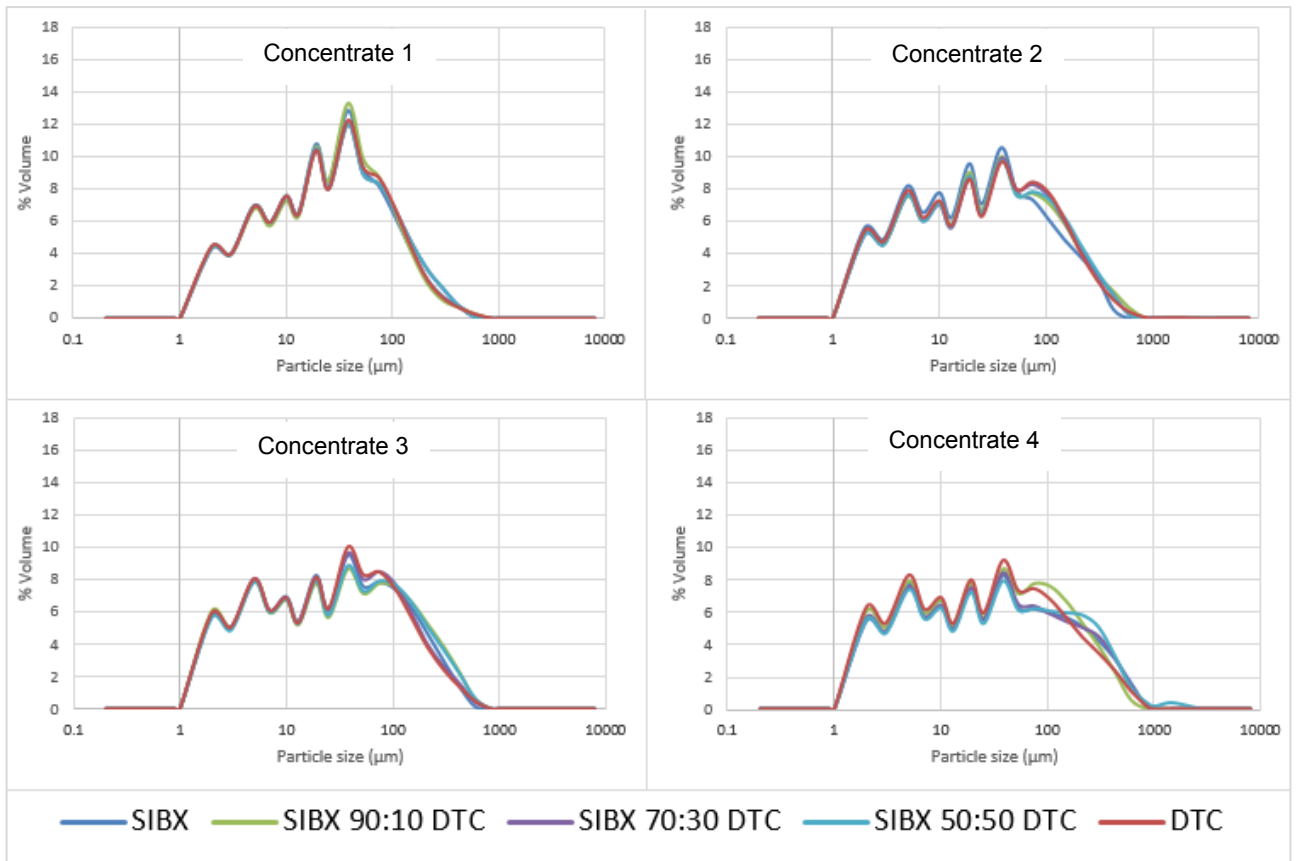 Concentrate 1
18
16
14
12
10
8
6
4
2
0
% Volume
0.1 1 10 100 1000 10000
Particle size (µm)
Concentrate 2
18
16
14
12
10
8
6
4
2
0
% Volume
0.1 1 10 100 1000 10000
Particle size (µm)
Concentrate 3
18
16
14
12
10
8
6
4
2
0
% Volume
0.1 1 10 100 1000 10000
Particle size (µm)
Concentrate 4
18
16
14
12
10
8
6
4
2
0
% Volume
0.1 1 10 100 1000 10000
Particle size (µm)
SIBX SIBX 90:10 DTC SIBX 70:30 DTC SIBX 50:50 DTC DTC